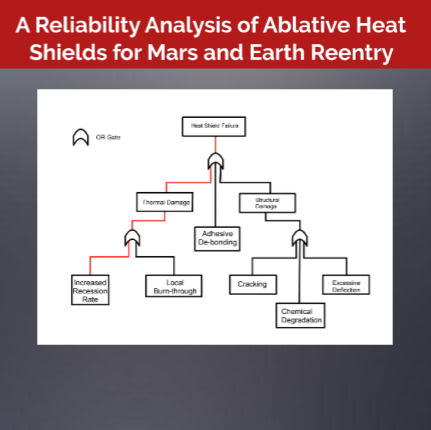 A Reliability Analysis of Ablative Heat
Shields for Mars and Earth Reentry
Heat Shield Failure
OR Gate
Thermal Damage
Structural
Damage
Adhesive
De-bonding
Increased
Recession
Rate
Local
Burn-through
Cracking
Excessive
Deflection
Chemical
Degradation